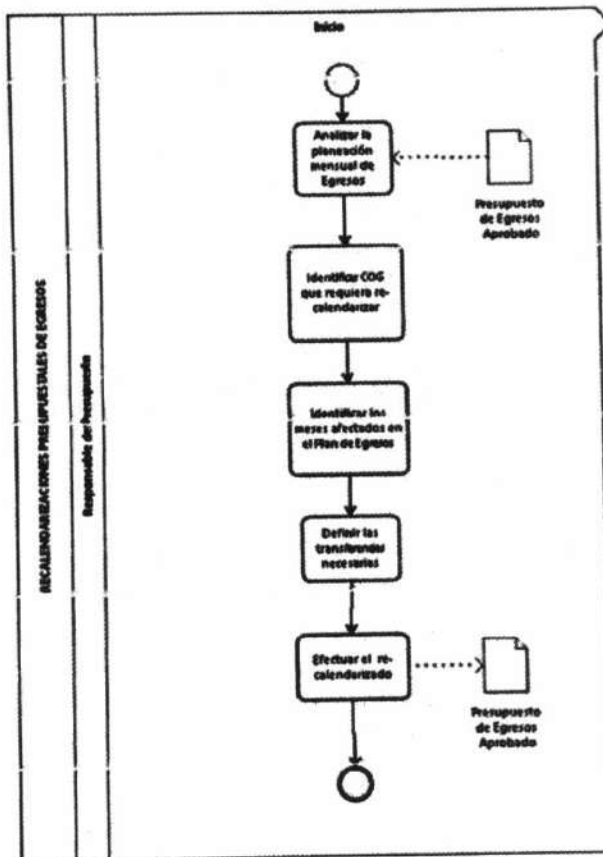 Inicio
Analizar la
planeación
mensual de
Egresos
Presupuesto
de Egresos
Aprobado
Identificar COG
que requiera re-
calendarizar
Identificar los
meses afectados en
el Plan de Egresos
Definir las
transferencias
necesarias
Efectuar el re-
calendarizado
Presupuesto
de Egresos
Aprobado
RECALENDARIZACIONES PRESUPUESTALES DE EGRESOS
Responsable del Presupuesto